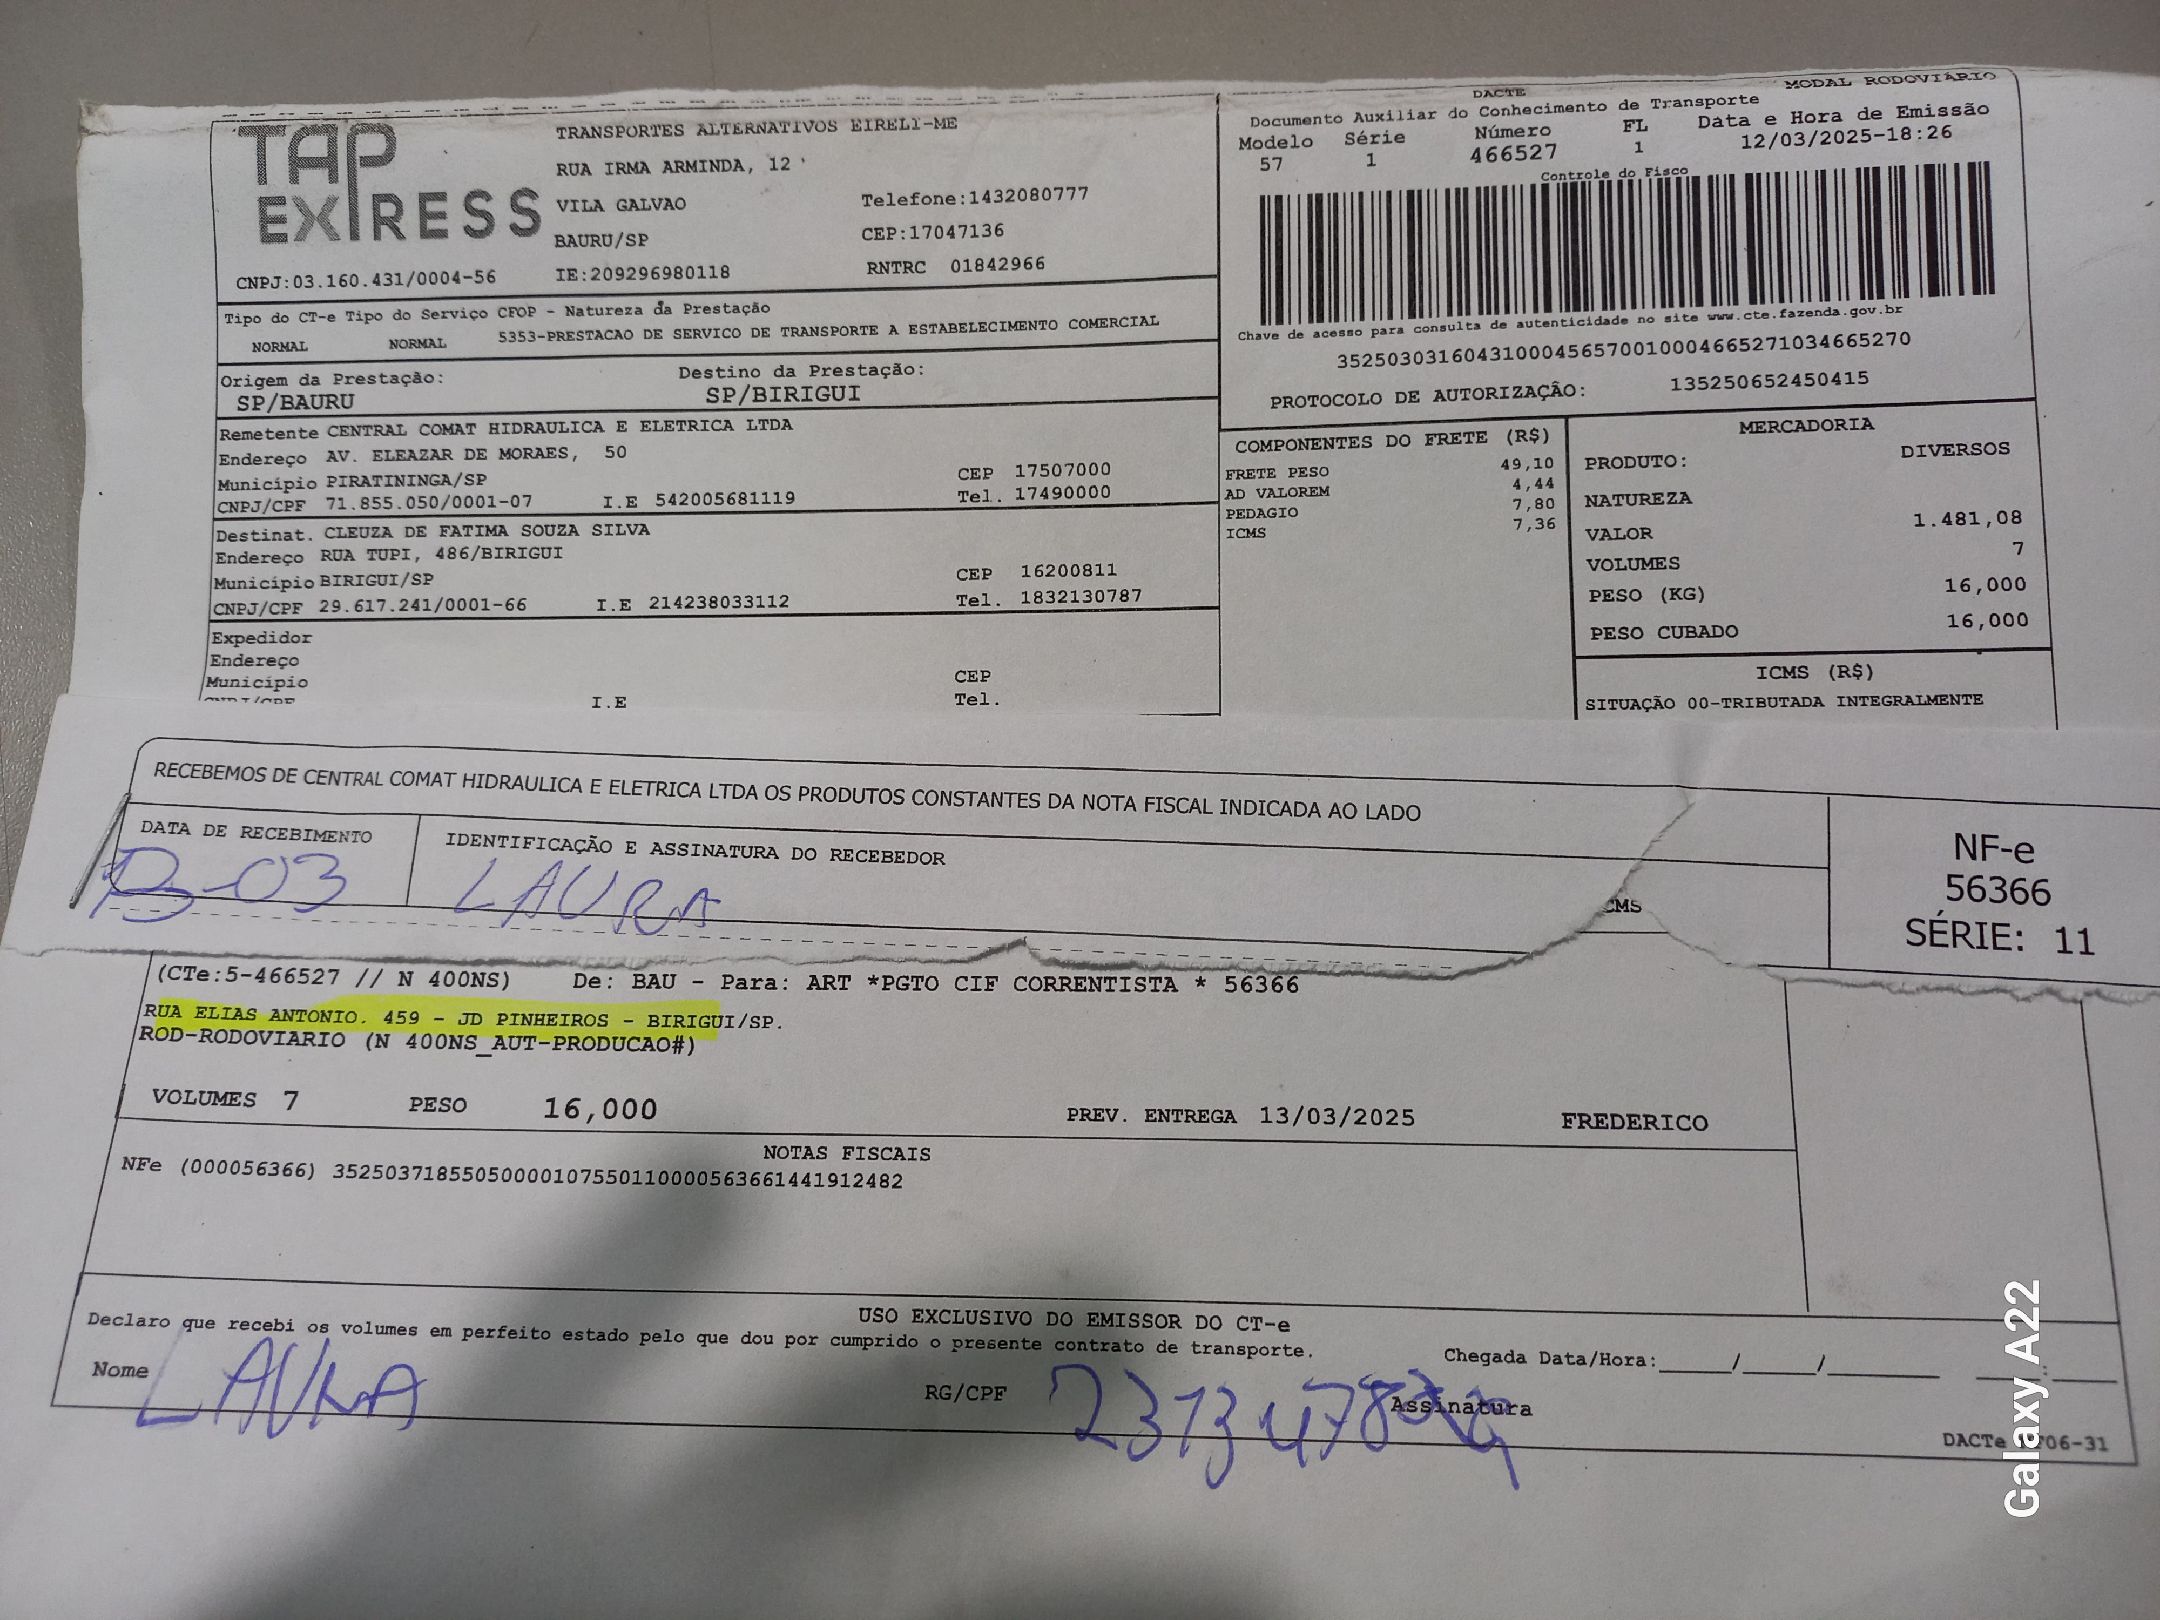 TAP EXPRESS
TRANSPORTES ALTERNATIVOS EIRELI-ME
RUA IRMA ARMINDA, 12
VILA GALVAO Telefone:1432080777
BAURU/SP CEP:17047136
CNPJ:03.160.431/0004-56 IE:209296980118 RNTRC 01842966
Tipo do CT-e Tipo do Serviço CFOP - Natureza da Prestação
NORMAL NORMAL 5353-PRESTACAO DE SERVICO DE TRANSPORTE A ESTABELECIMENTO COMERCIAL
Origem da Prestação: Destino da Prestação:
SP/BAURU SP/BIRIGUI
Remetente CENTRAL COMAT HIDRAULICA E ELETRICA LTDA
Endereço AV. ELEAZAR DE MORAES, 50
Município PIRATININGA/SP CEP 17507000
CNPJ/CPF 71.855.050/0001-07 I.E 542005681119 Tel. 17490000
Destinat. CLEUZA DE FATIMA SOUZA SILVA
Endereço RUA TUPI, 486/BIRIGUI
Município BIRIGUI/SP CEP 16200811
CNPJ/CPF 29.617.241/0001-66 I.E 214238033112 Tel. 1832130787
Expedidor
Endereço
Município CEP
CNPJ/CPF I.E Tel.
DACTE MODAL RODOVIÁRIO
Documento Auxiliar do Conhecimento de Transporte
Modelo Série Número FL Data e Hora de Emissão
57 1 466527 1 12/03/2025-18:26
Controle do Fisco
Chave de acesso para consulta de autenticidade no site www.cte.fazenda.gov.br
35250303160431000456570010004665271034665270
PROTOCOLO DE AUTORIZAÇÃO: 135250652450415
COMPONENTES DO FRETE (R$)
FRETE PESO 49,10
AD VALOREM 4,44
PEDAGIO 7,80
ICMS 7,36
MERCADORIA
PRODUTO: DIVERSOS
NATUREZA
VALOR 1.481,08
VOLUMES 7
PESO (KG) 16,000
PESO CUBADO 16,000
ICMS (R$)
SITUAÇÃO 00-TRIBUTADA INTEGRALMENTE
RECEBEMOS DE CENTRAL COMAT HIDRAULICA E ELETRICA LTDA OS PRODUTOS CONSTANTES DA NOTA FISCAL INDICADA AO LADO
DATA DE RECEBIMENTO IDENTIFICAÇÃO E ASSINATURA DO RECEBEDOR
13-03 LAURA
NF-e
56366
SÉRIE: 11
CMS
(CTe:5-466527 // N 400NS) De: BAU - Para: ART *PGTO CIF CORRENTISTA * 56366
RUA ELIAS ANTONIO. 459 - JD PINHEIROS - BIRIGUI/SP.
ROD-RODOVIARIO (N 400NS_AUT-PRODUCAO#)
VOLUMES 7 PESO 16,000 PREV. ENTREGA 13/03/2025 FREDERICO
NOTAS FISCAIS
NFe (000056366) 35250371855050000107550110000563661441912482
USO EXCLUSIVO DO EMISSOR DO CT-e
Declaro que recebi os volumes em perfeito estado pelo que dou por cumprido o presente contrato de transporte.
Chegada Data/Hora:____/____/______ ___:___
Nome LAURA RG/CPF Assinatura
DACTe 06-31
Galaxy A22